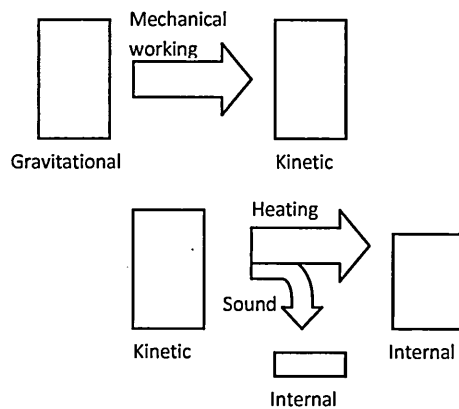 Mechanical
working
Gravitational
Kinetic
Heating
Sound
Kinetic
Internal
Internal